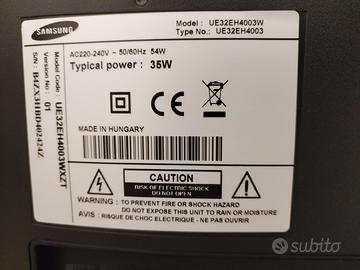 SAMSUNG
Model : UE32EH4003W
Type No.: UE32EH4003
AC220-240V ~ 50/60Hz 54W
Typical power : 35W
Model Code : UE32EH4003WXZT
Version No : 01
S/N : B4ZX3HBD402424Z
MADE IN HUNGARY
CAUTION
RISK OF ELECTRIC SHOCK
DO NOT OPEN
WARNING : TO PREVENT FIRE OR SHOCK HAZARD
DO NOT EXPOSE THIS UNIT TO RAIN OR MOISTURE
AVIS : RISQUE DE CHOC ELECTRIQUE - NE PAS OUVRIR
subito